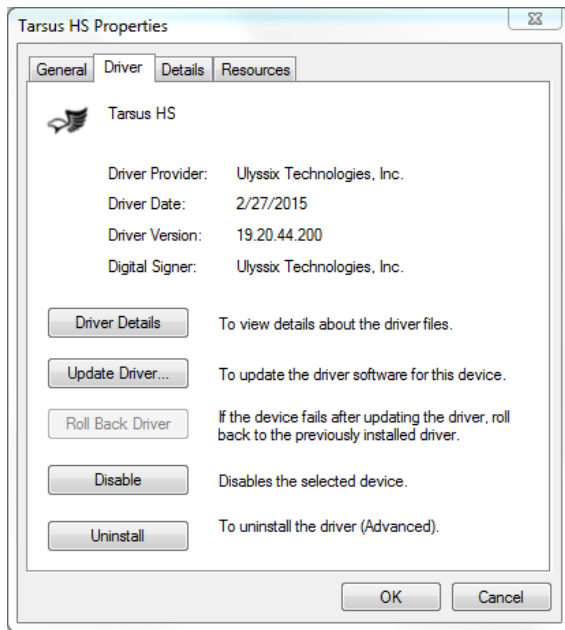 Tarsus HS Properties
General Driver Details Resources
Tarsus HS
Driver Provider: Ulyssix Technologies, Inc.
Driver Date: 2/27/2015
Driver Version: 19.20.44.200
Digital Signer: Ulyssix Technologies, Inc.
Driver Details To view details about the driver files.
Update Driver... To update the driver software for this device.
Roll Back Driver If the device fails after updating the driver, roll
back to the previously installed driver.
Disable Disables the selected device.
Uninstall To uninstall the driver (Advanced).
OK Cancel